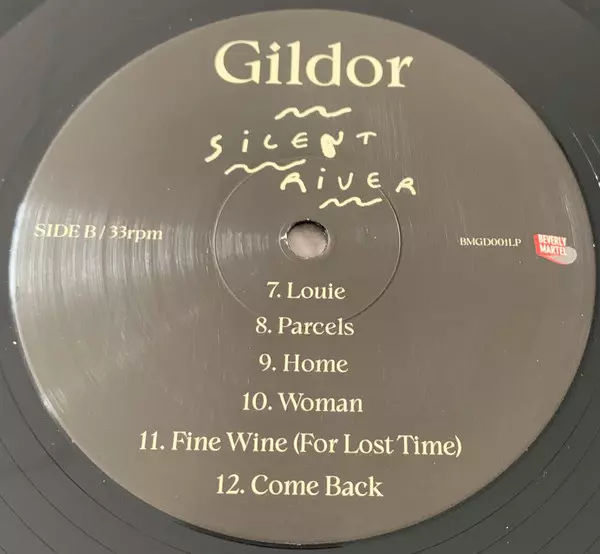 Gildor
SiLENT
RiVER
SIDE B / 33rpm
BMGD001LP
BEVERLY
MARTEL
7. Louie
8. Parcels
9. Home
10. Woman
11. Fine Wine (For Lost Time)
12. Come Back